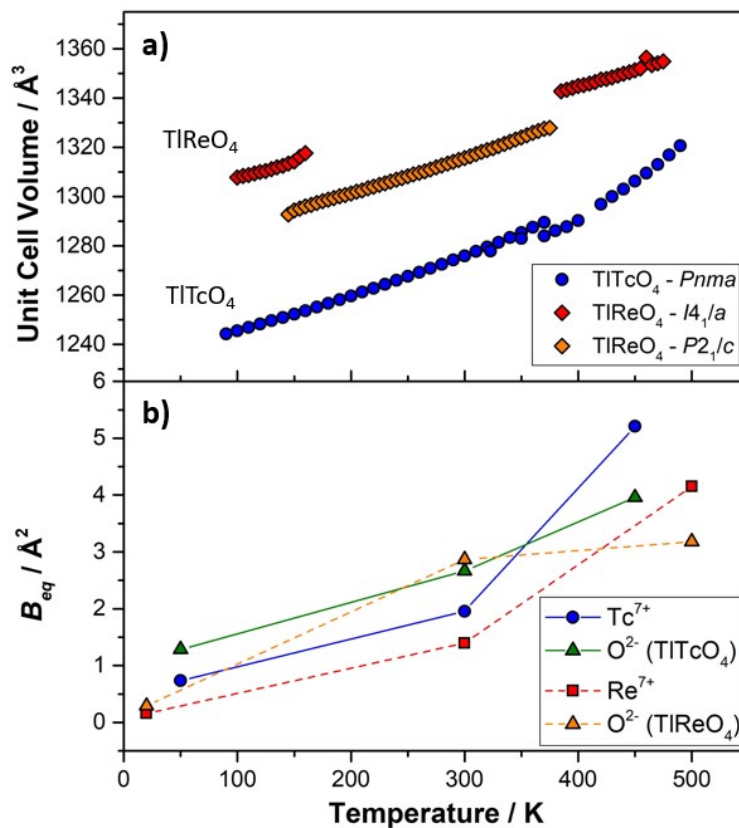 a)
Unit Cell Volume / Å³
1360
1340
1320
1300
1280
1260
1240
TlReO₄
TlTcO₄
TlTcO₄ - Pnma
TlReO₄ - I4₁/a
TlReO₄ - P2₁/c
b)
B_eq / Å²
6
5
4
3
2
1
0
Tc⁷⁺
O²⁻ (TlTcO₄)
Re⁷⁺
O²⁻ (TlReO₄)
0 100 200 300 400 500
Temperature / K